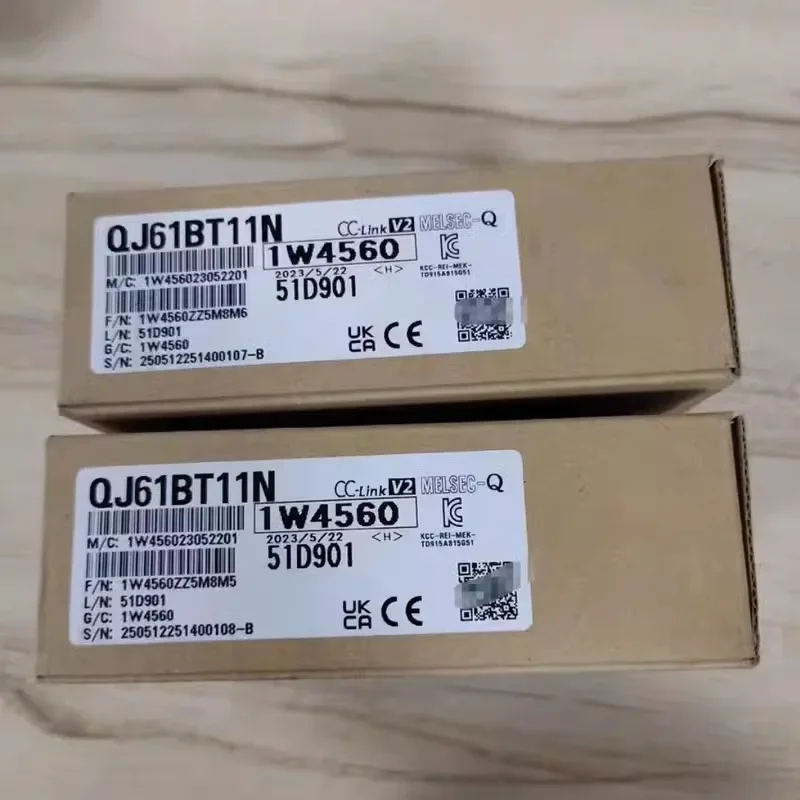 QJ61BT11N CC-Link V2 MELSEC-Q
1W4560
2023/5/22 <H>
KCC-REI-MEK-
TD915A815G51
M/C: 1W456023052201
51D901
F/N: 1W4560ZZ5M8M6
L/N: 51D901
G/C: 1W4560
S/N: 250512251400107-B
UK
CA CE
QJ61BT11N CC-Link V2 MELSEC-Q
1W4560
2023/5/22 <H>
KCC-REI-MEK-
TD915A815G51
M/C: 1W456023052201
51D901
F/N: 1W4560ZZ5M8M5
L/N: 51D901
G/C: 1W4560
S/N: 250512251400108-B
UK
CA CE